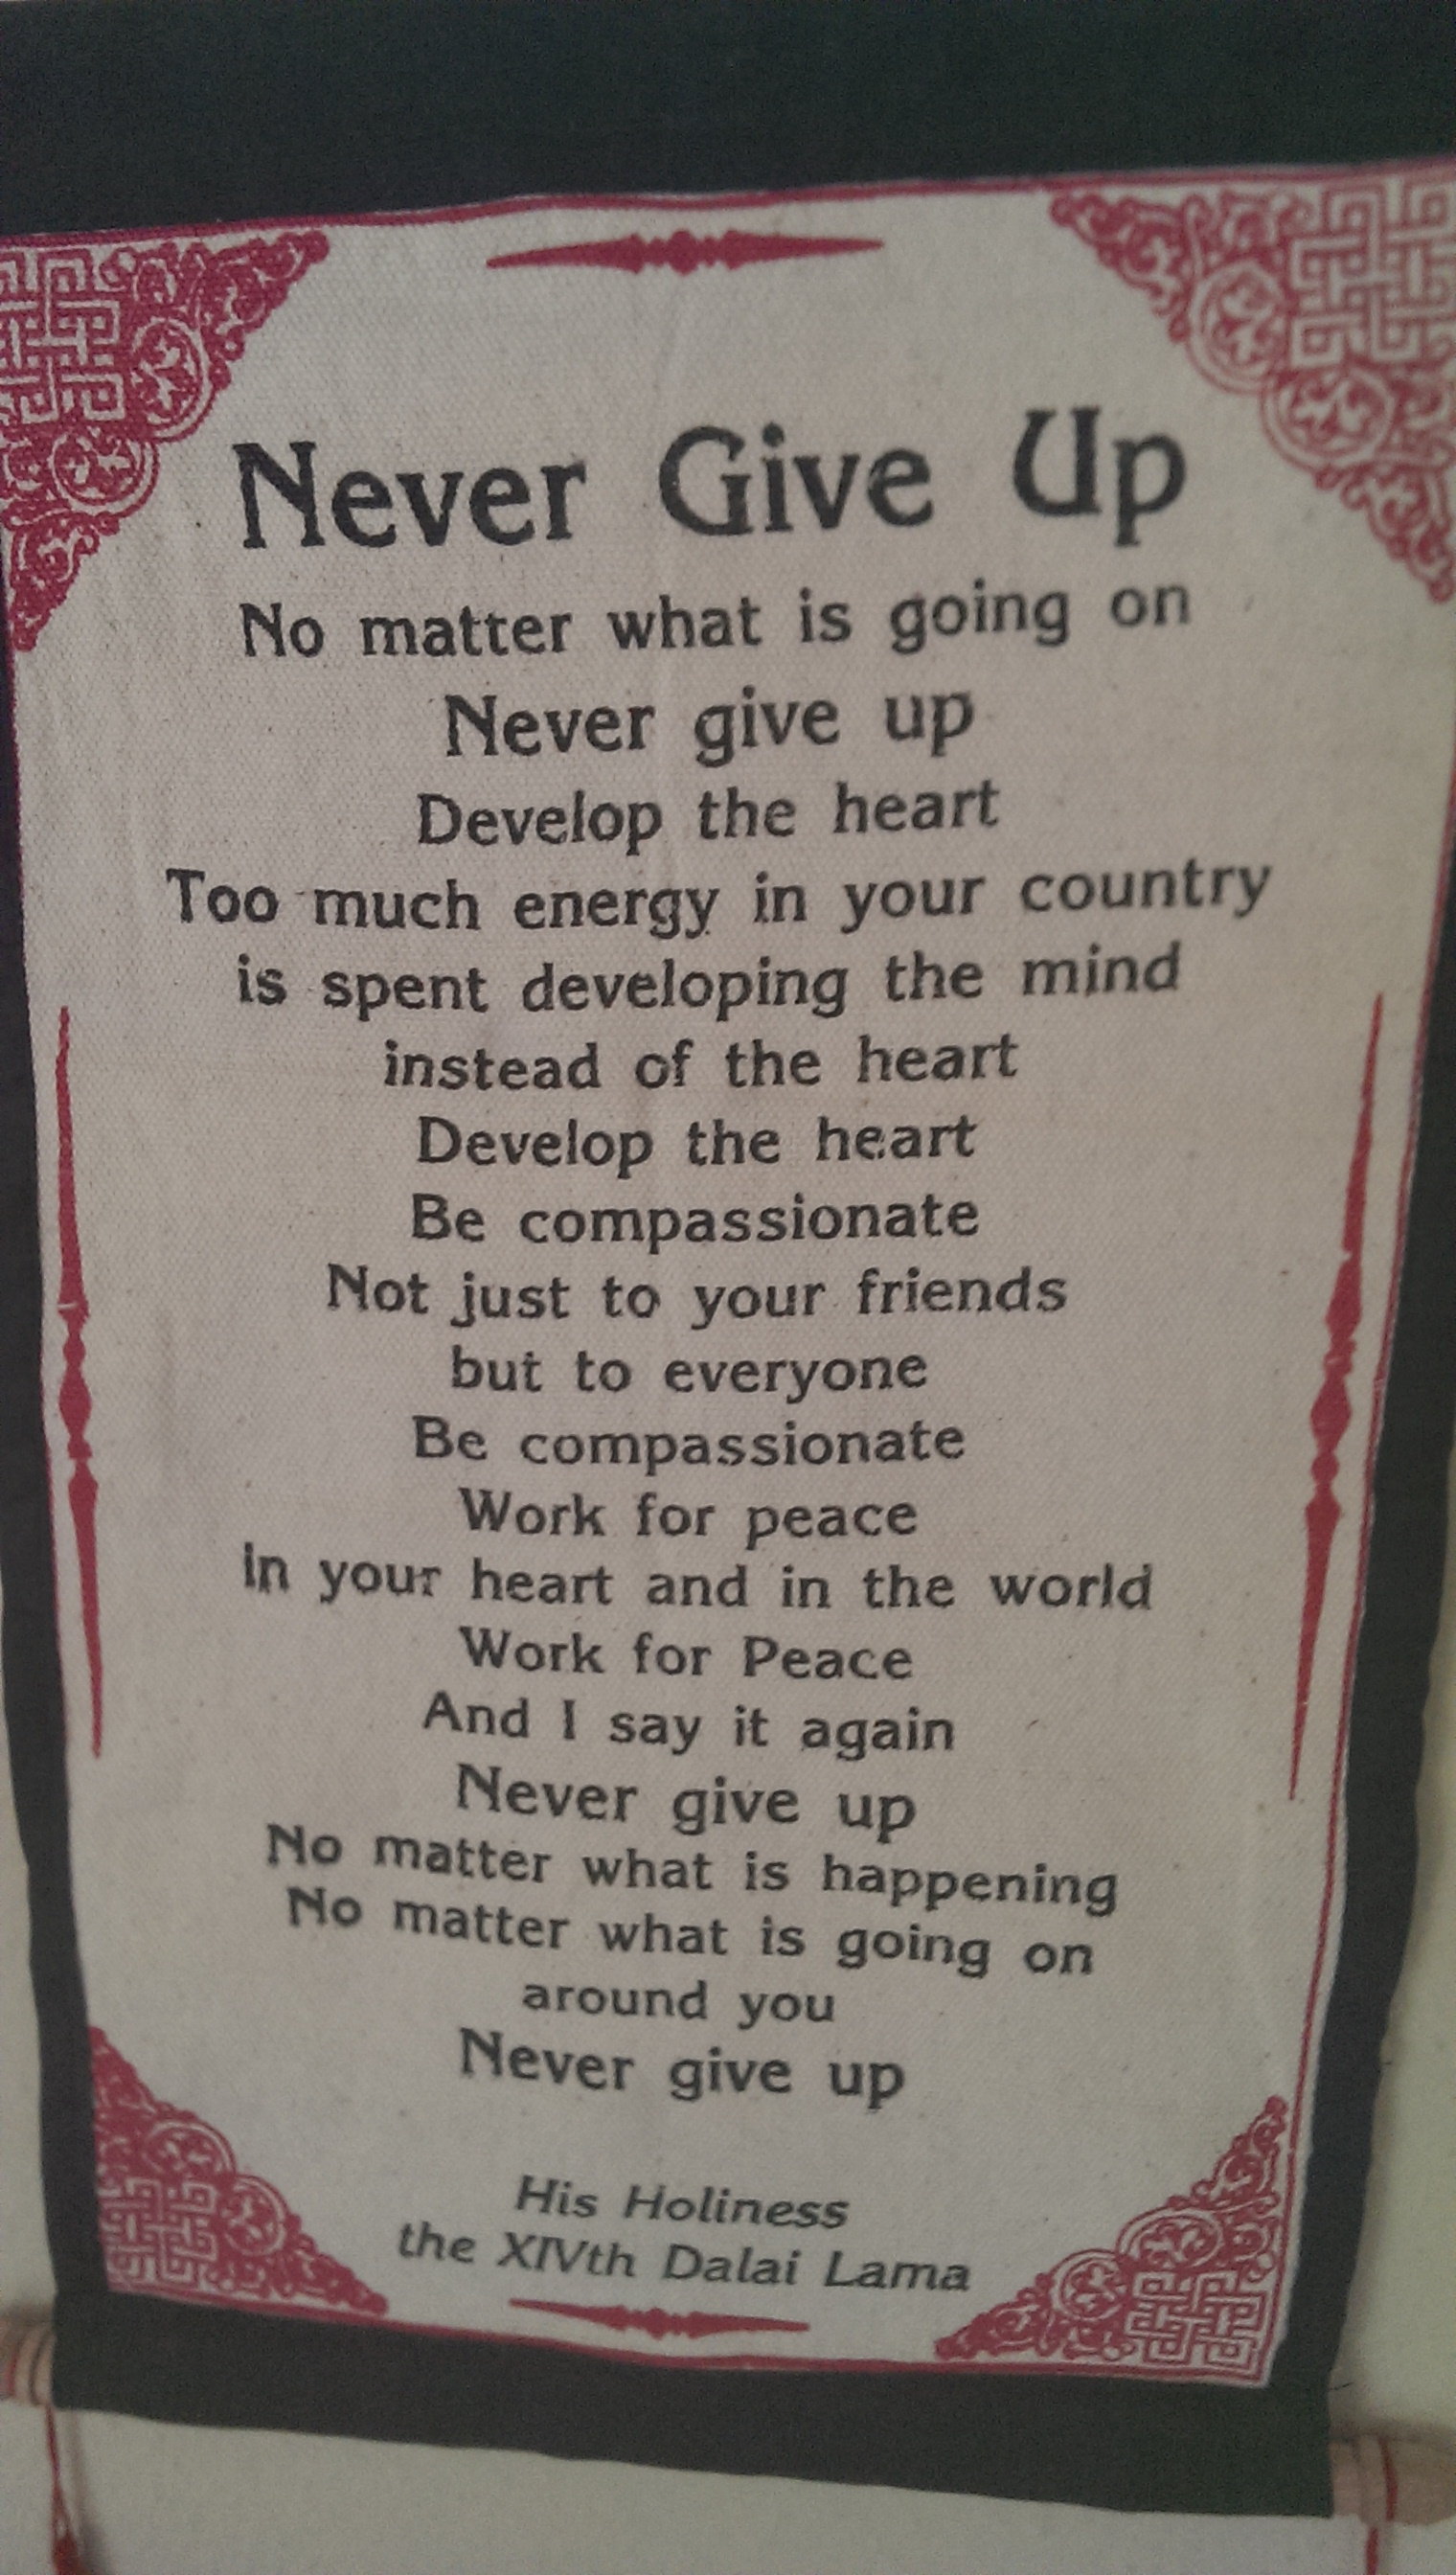 Never Give Up
No matter what is going on
Never give up
Develop the heart
Too much energy in your country
is spent developing the mind
instead of the heart
Develop the heart
Be compassionate
Not just to your friends
but to everyone
Be compassionate
Work for peace
in your heart and in the world
Work for Peace
And I say it again
Never give up
No matter what is happening
No matter what is going on
around you
Never give up
His Holiness
the XIVth Dalai Lama